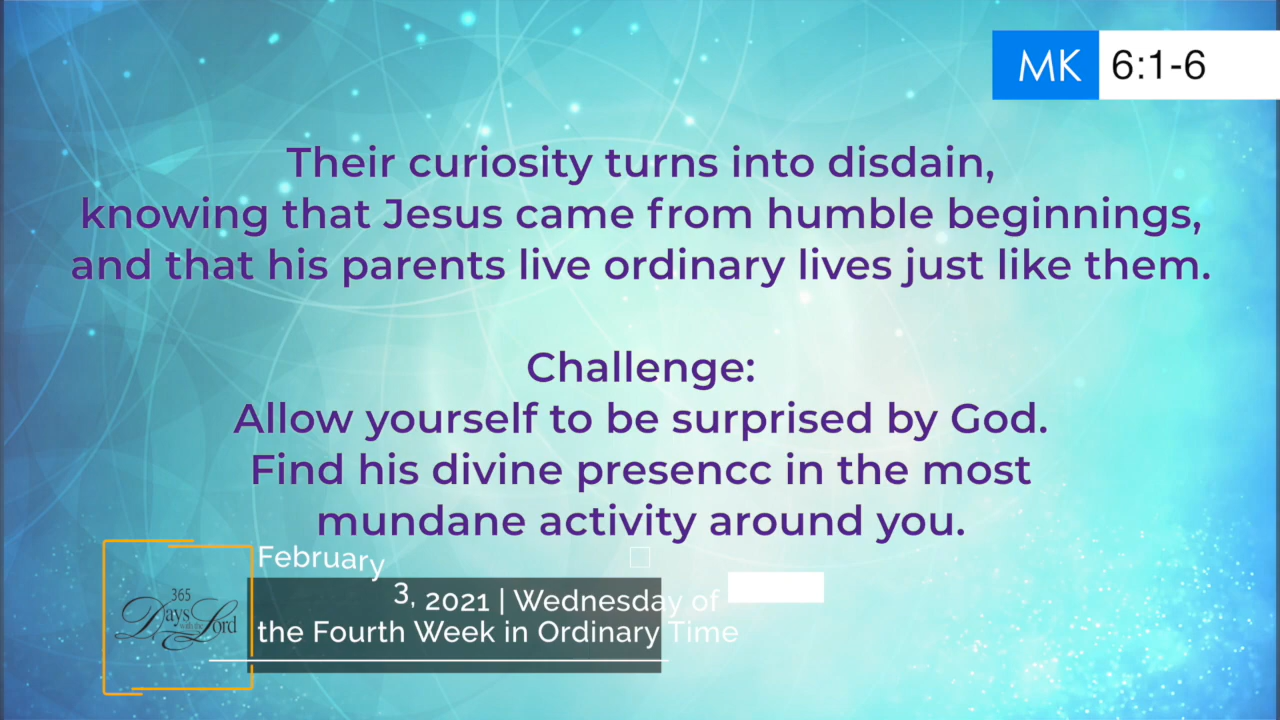 MK 6:1-6
Their curiosity turns into disdain,
knowing that Jesus came from humble beginnings,
and that his parents live ordinary lives just like them.
Challenge:
Allow yourself to be surprised by God.
Find his divine presencc in the most
mundane activity around you.
February
3, 2021 | Wednesday of
the Fourth Week in Ordinary Time
365
Days with the Lord